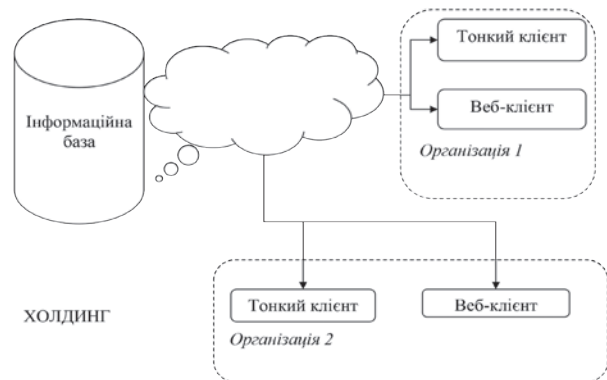 Тонкий клієнт
Інформаційна
база
Веб-клієнт
Організація 1
Тонкий клієнт
Веб-клієнт
ХОЛДИНГ
Організація 2